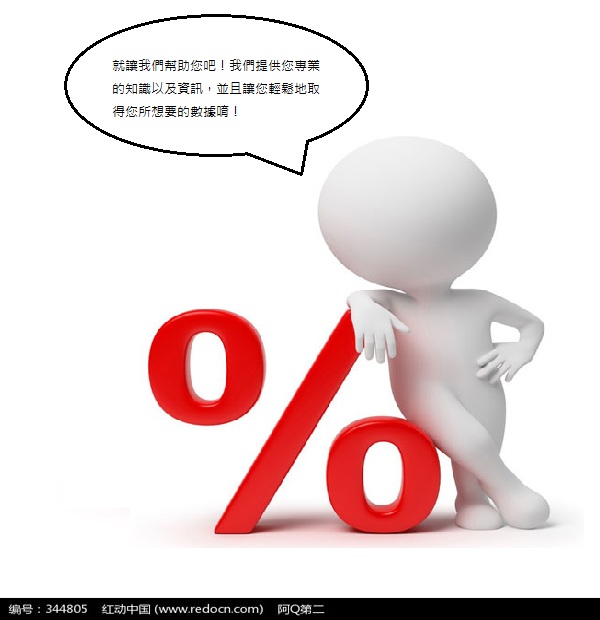 就讓我們幫助您吧！我們提供您專業
的知識以及資訊，並且讓您輕鬆地取
得您所想要的數據唷！
%
编号：344805 红动中国 (www.redocn.com) 阿Q第二